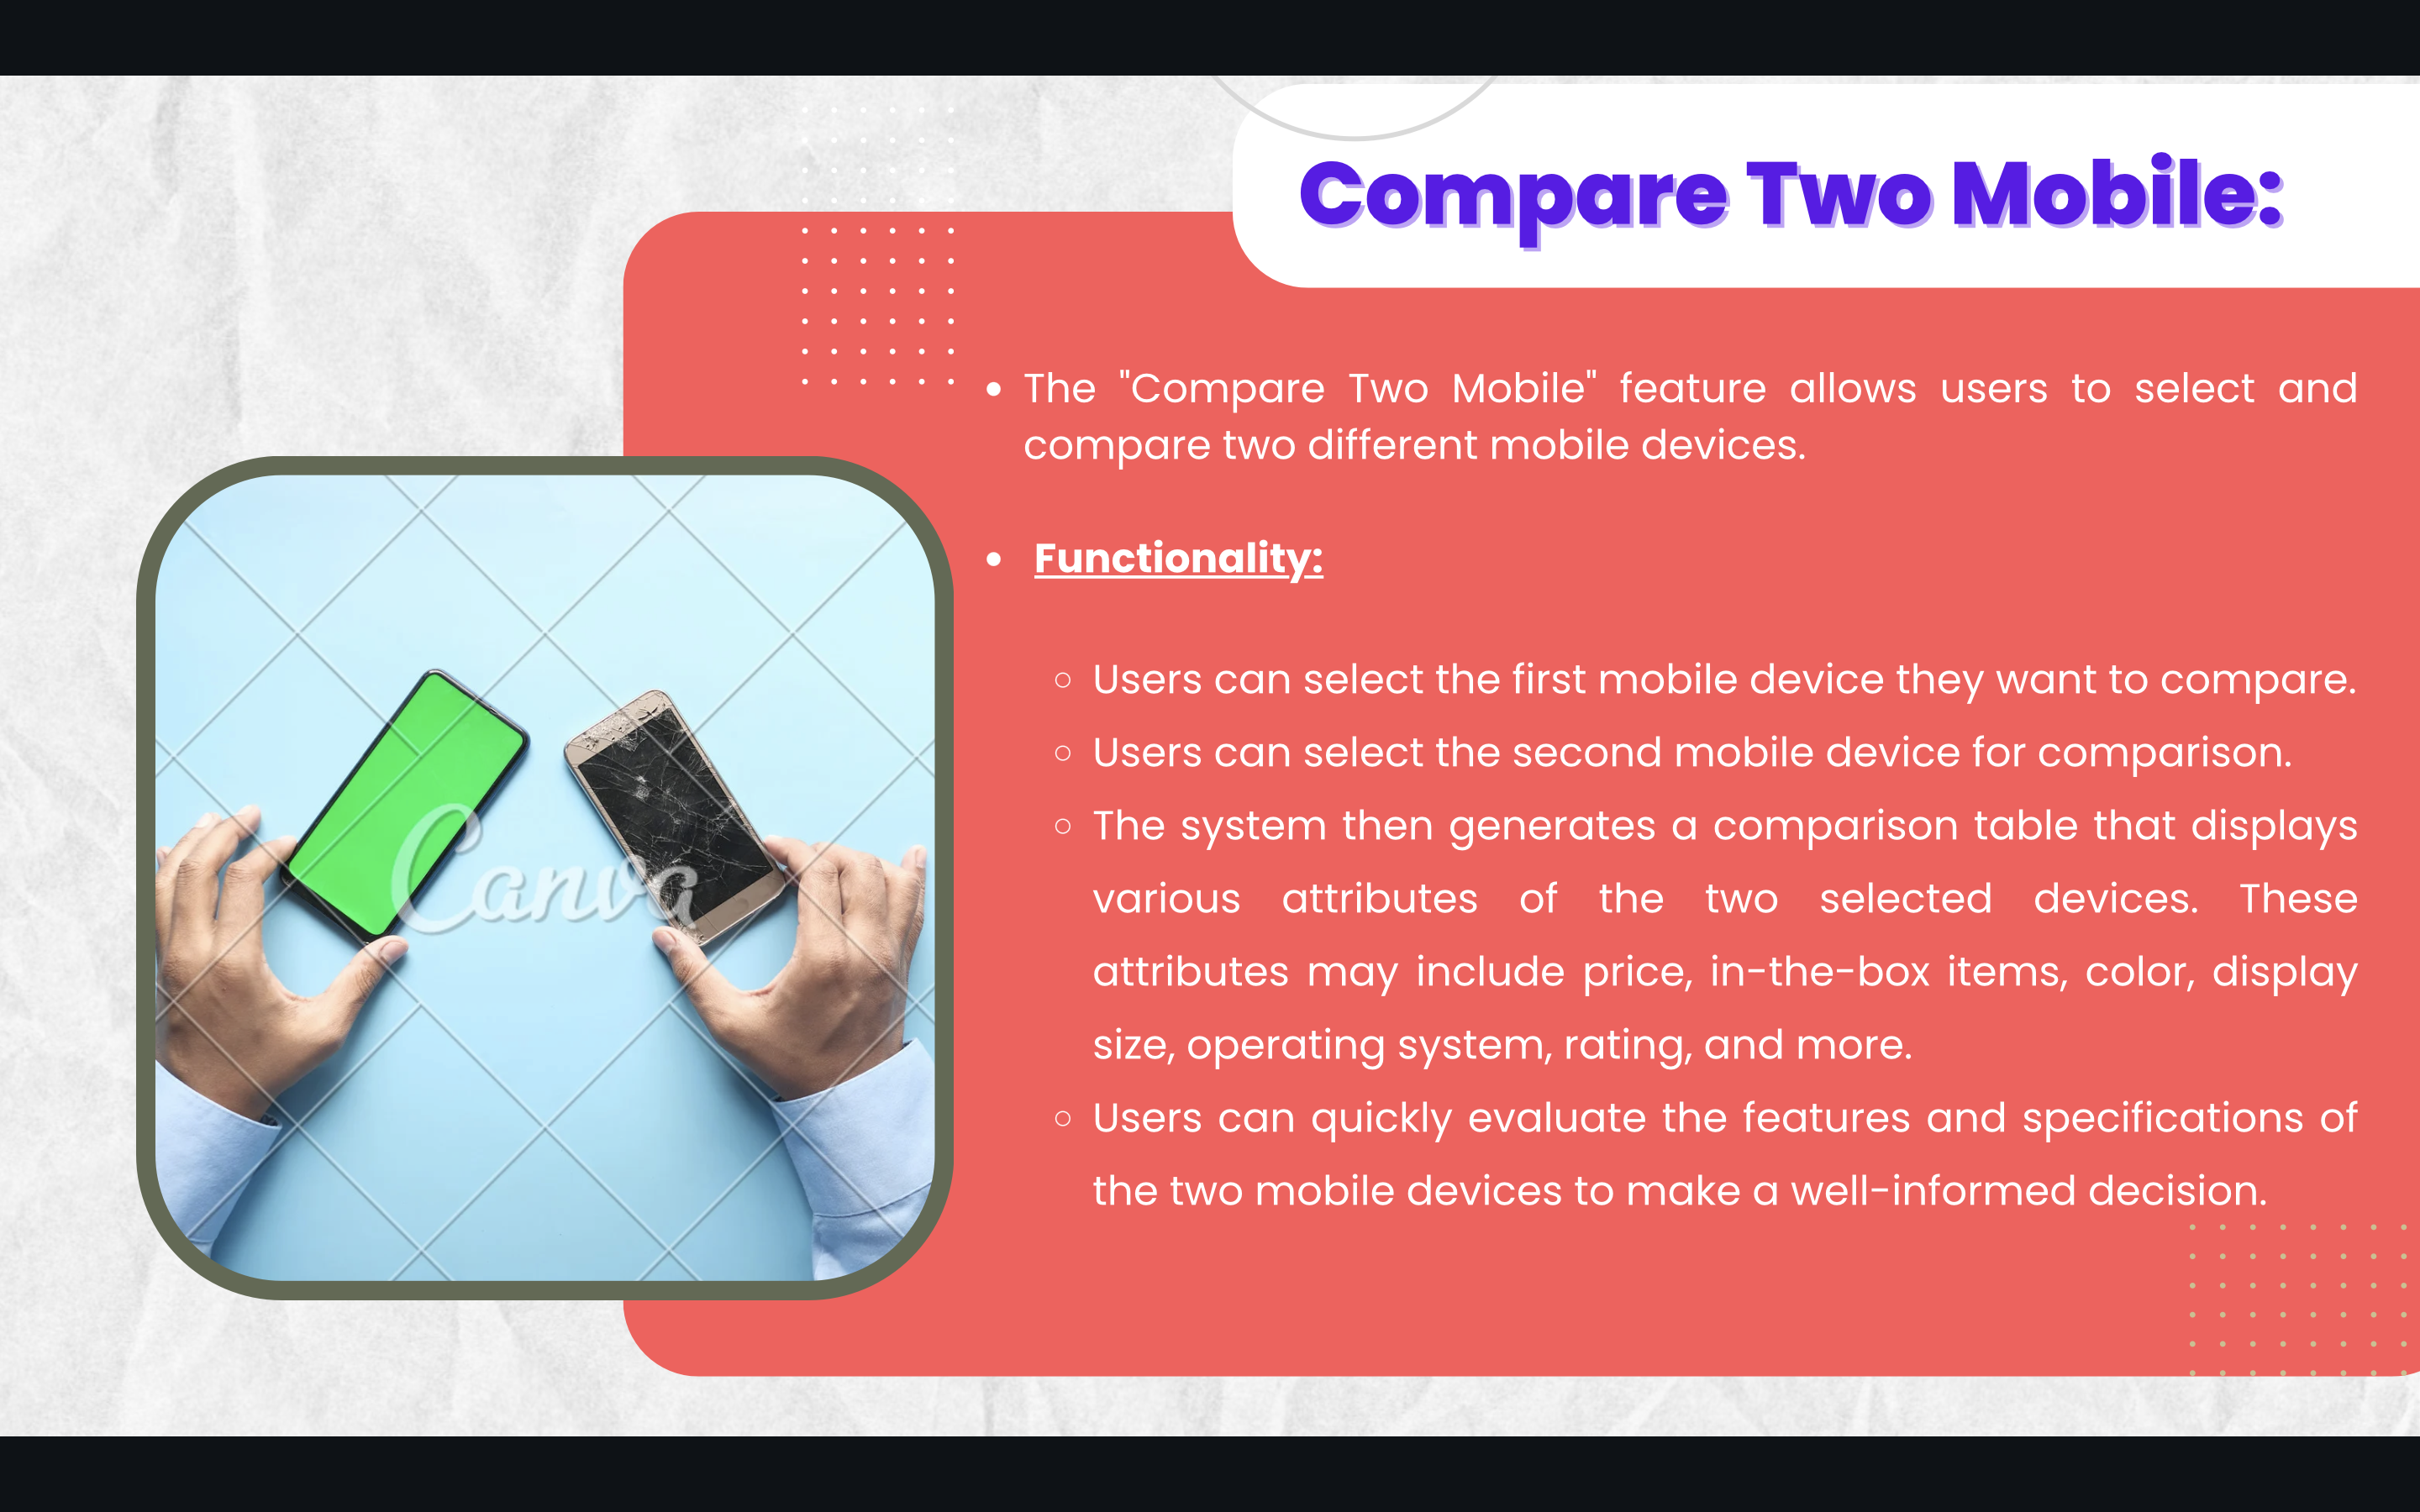 Compare Two Mobile:
The "Compare Two Mobile" feature allows users to select and
compare two different mobile devices.
Functionality:
Users can select the first mobile device they want to compare.
Users can select the second mobile device for comparison.
The system then generates a comparison table that displays
various attributes of the two selected devices. These
attributes may include price, in-the-box items, color, display
size, operating system, rating, and more.
Users can quickly evaluate the features and specifications of
the two mobile devices to make a well-informed decision.
Canva